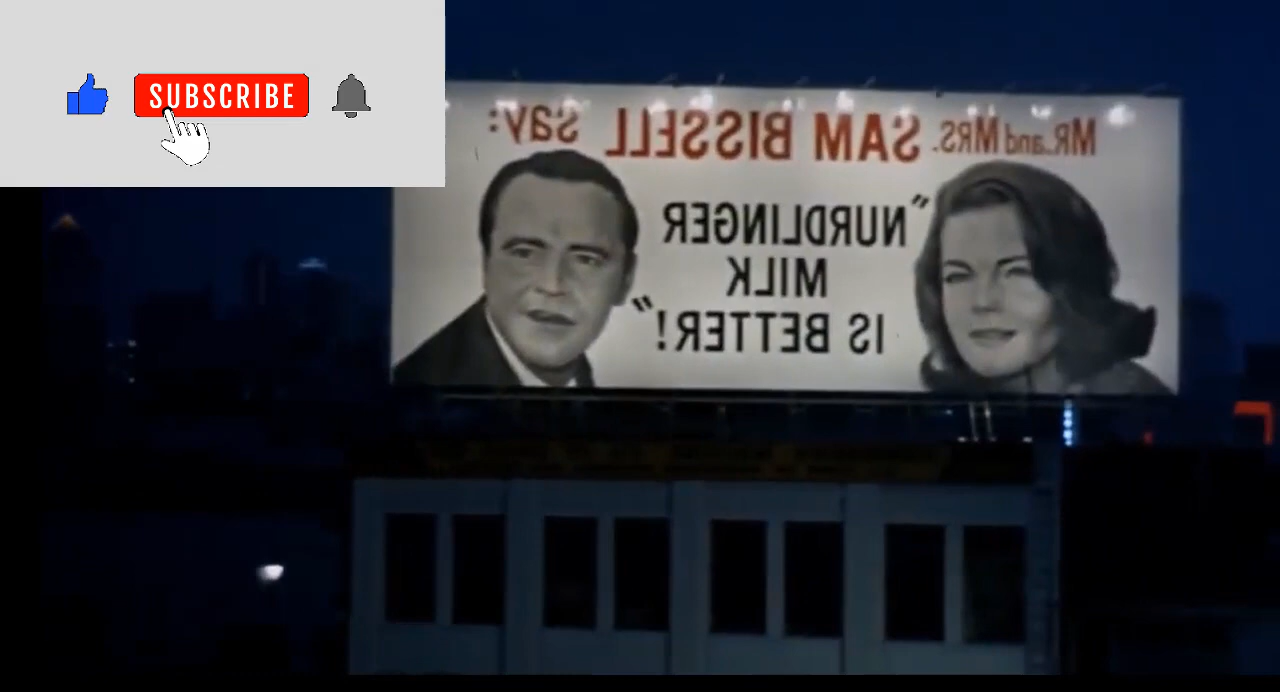 SUBSCRIBE
MR. and MRS. SAM BISSELL say:
"NURDLINGER
MILK
IS BETTER!"